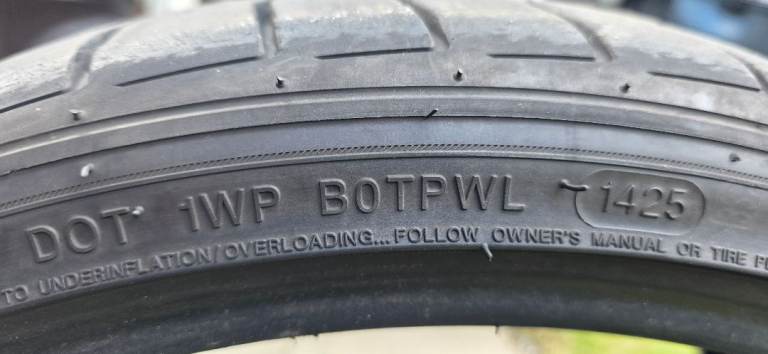 DOT 1WP B0TPWL 1425
TO UNDERINFLATION/OVERLOADING... FOLLOW OWNER'S MANUAL OR TIRE